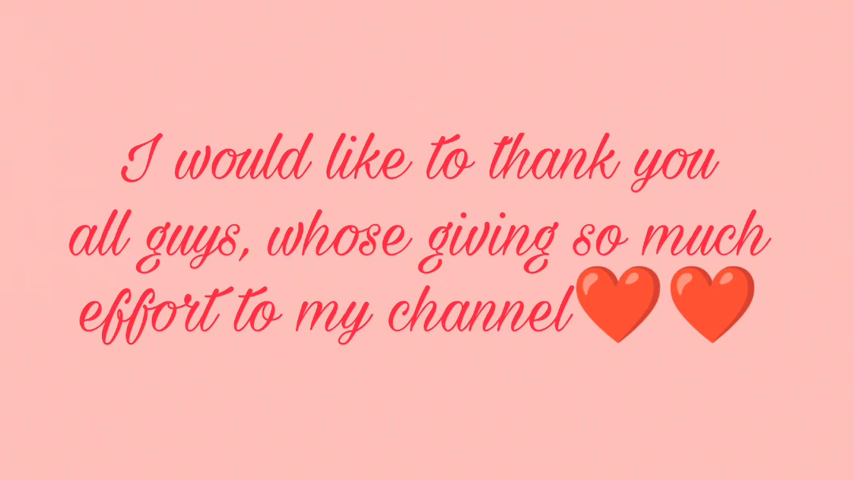 I would like to thank you
all guys, whose giving so much
effort to my channel❤️❤️